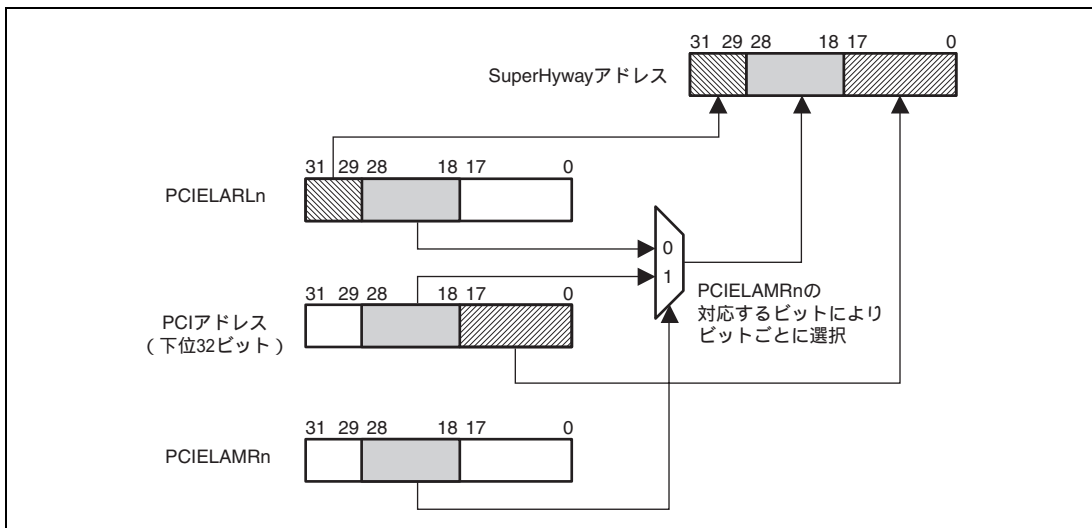 31 29 28 18 17 0
SuperHywayアドレス
31 29 28 18 17 0
PCIELARLn
0
1
31 29 28 18 17 0
PCIアドレス
(下位32ビット)
PCIELAMRnの
対応するビットにより
ビットごとに選択
31 29 28 18 17 0
PCIELAMRn